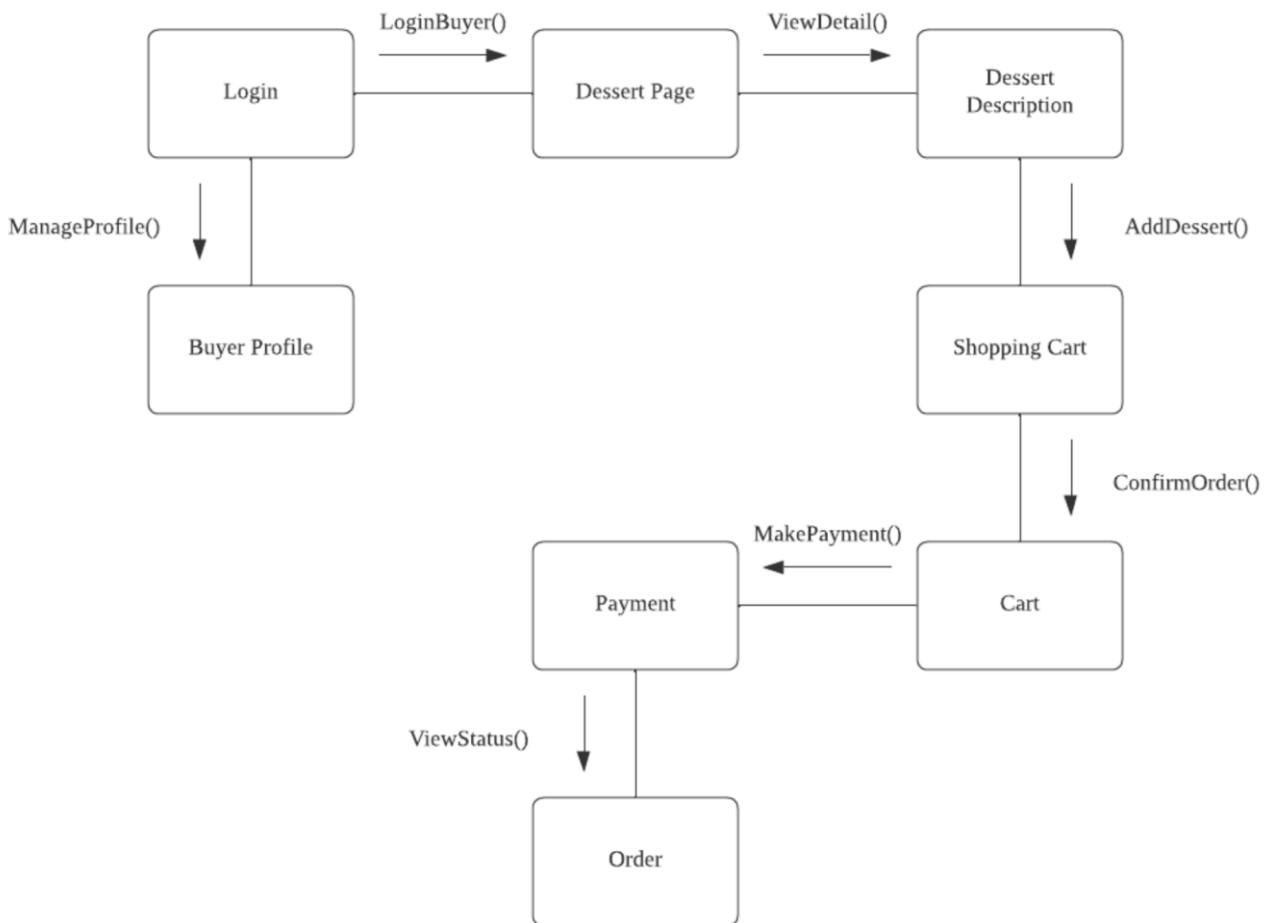 LoginBuyer()
ViewDetail()
Login
Dessert Page
Dessert
Description
ManageProfile()
AddDessert()
Buyer Profile
Shopping Cart
ConfirmOrder()
MakePayment()
Payment
Cart
ViewStatus()
Order